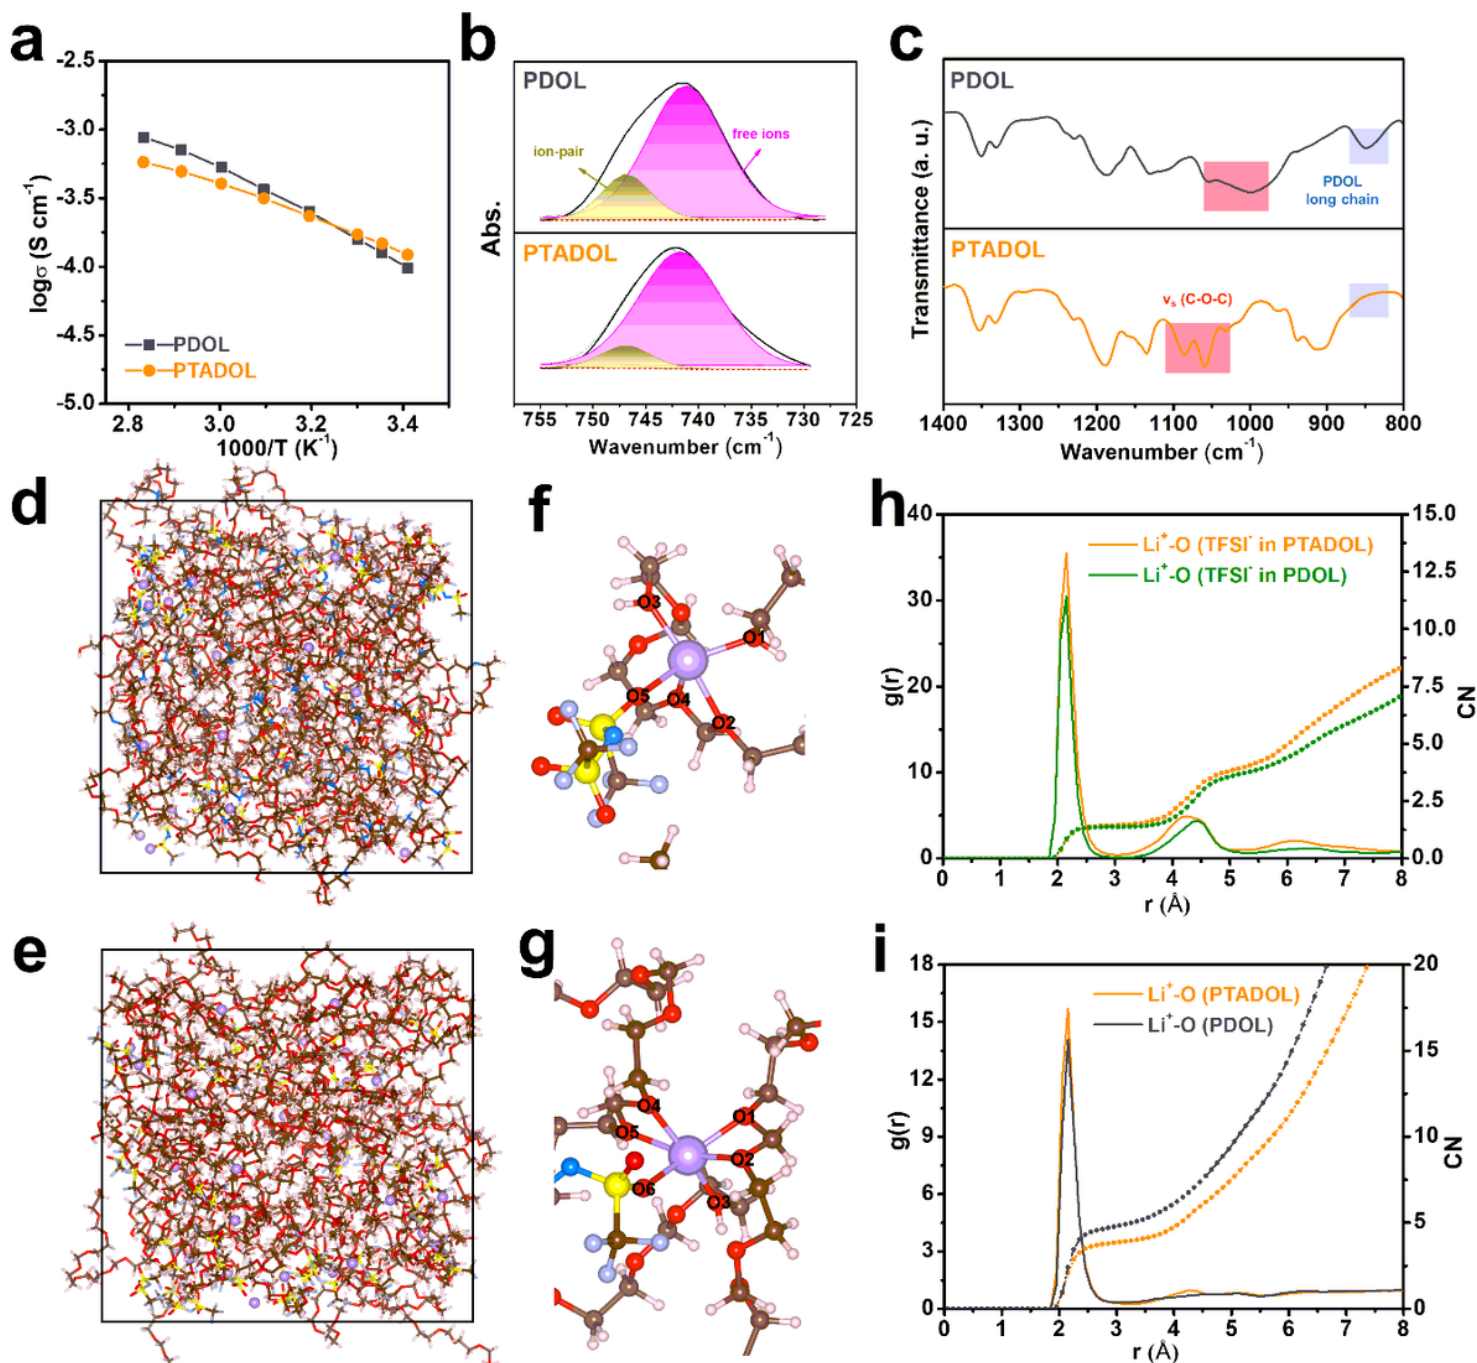 a
-2.5
-3.0
-3.5
-4.0
-4.5
-5.0
logσ (S cm⁻¹)
PDOL
PTADOL
2.8 3.0 3.2 3.4
1000/T (K⁻¹)
b
PDOL
ion-pair
free ions
PTADOL
Abs.
755 750 745 740 735 730 725
Wavenumber (cm⁻¹)
c
PDOL
PDOL
long chain
PTADOL
νs (C-O-C)
Transmittance (a. u.)
1400 1300 1200 1100 1000 900 800
Wavenumber (cm⁻¹)
d
f
O3
O1
O5
O4
O2
h
40
30
20
10
0
g(r)
Li⁺-O (TFSI⁻ in PTADOL)
Li⁺-O (TFSI⁻ in PDOL)
15.0
12.5
10.0
7.5
5.0
2.5
0.0
CN
0 1 2 3 4 5 6 7 8
r (Å)
e
g
O4
O1
O5
O2
O6
O3
i
18
15
12
9
6
3
0
g(r)
Li⁺-O (PTADOL)
Li⁺-O (PDOL)
20
15
10
5
0
CN
0 1 2 3 4 5 6 7 8
r (Å)